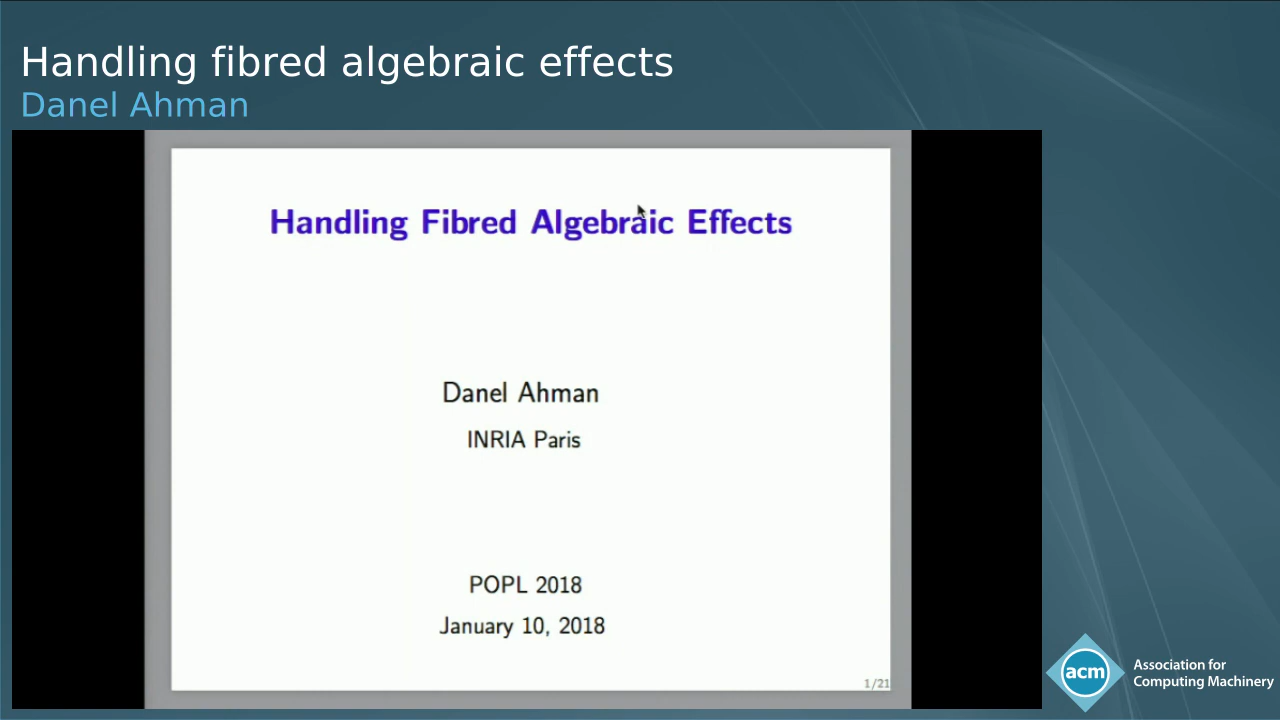 Handling fibred algebraic effects
Danel Ahman
Handling Fibred Algebraic Effects
Danel Ahman
INRIA Paris
POPL 2018
January 10, 2018
1/21
acm
Association for
Computing Machinery